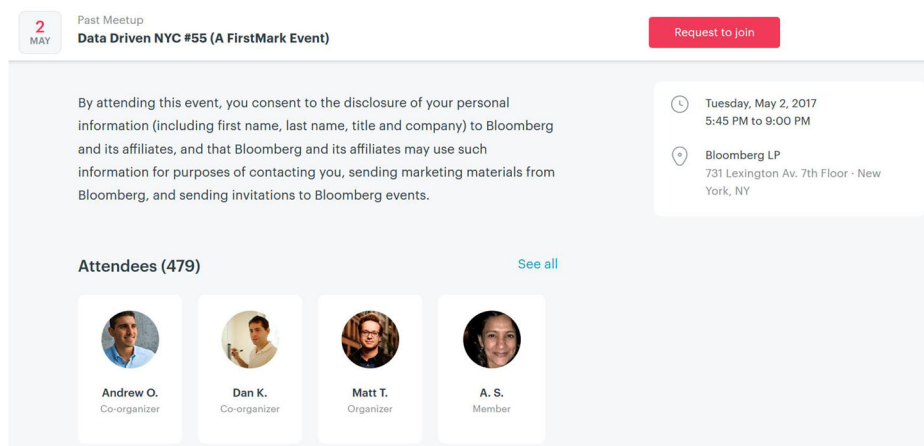 2
MAY
Past Meetup
Data Driven NYC #55 (A FirstMark Event)
Request to join
By attending this event, you consent to the disclosure of your personal
information (including first name, last name, title and company) to Bloomberg
and its affiliates, and that Bloomberg and its affiliates may use such
information for purposes of contacting you, sending marketing materials from
Bloomberg, and sending invitations to Bloomberg events.
Tuesday, May 2, 2017
5:45 PM to 9:00 PM
Bloomberg LP
731 Lexington Av. 7th Floor · New
York, NY
Attendees (479)
See all
Andrew O.
Co-organizer
Dan K.
Co-organizer
Matt T.
Organizer
A. S.
Member